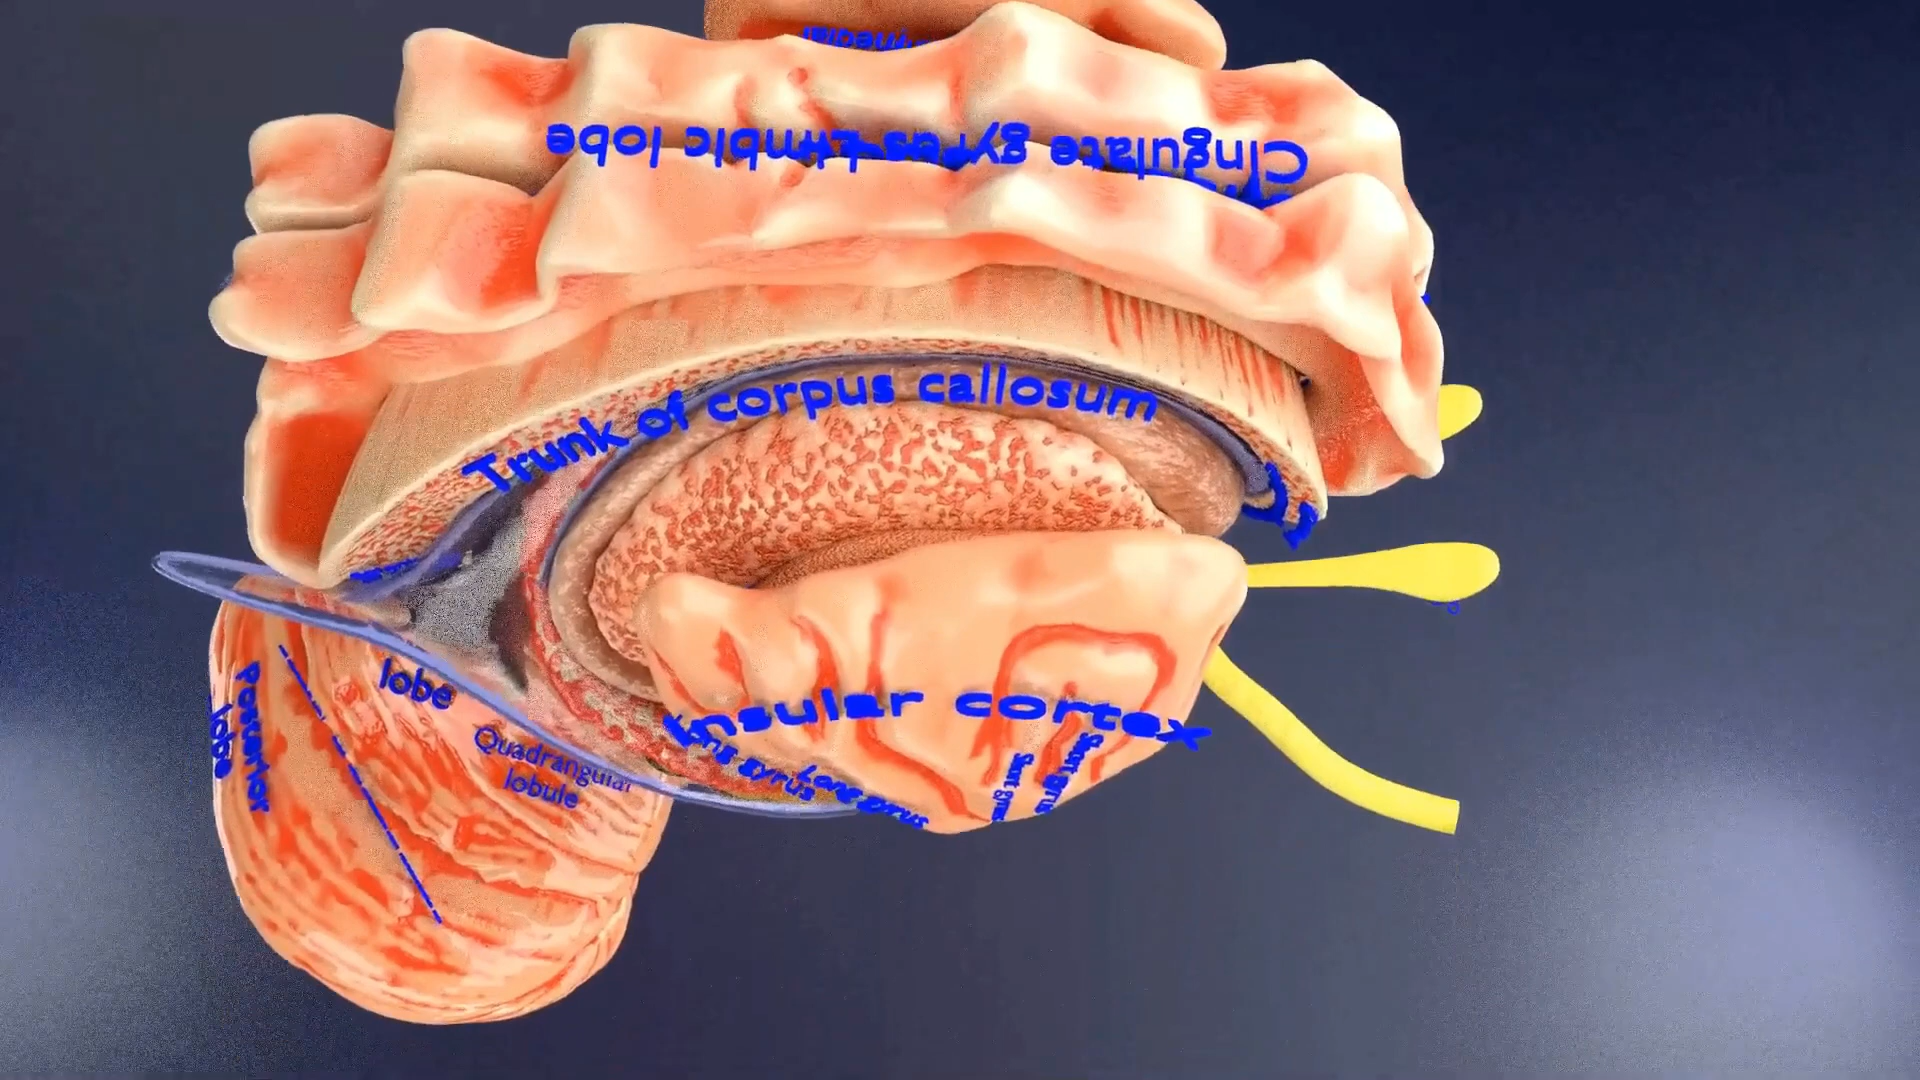 Cingulate gyrus Limbic lobe
Trunk of corpus callosum
Insular cortex
Long gyrus
Long gyrus
Short gyrus
Short gyrus
lobe
Quadrangular
lobule
Posterior
lobe